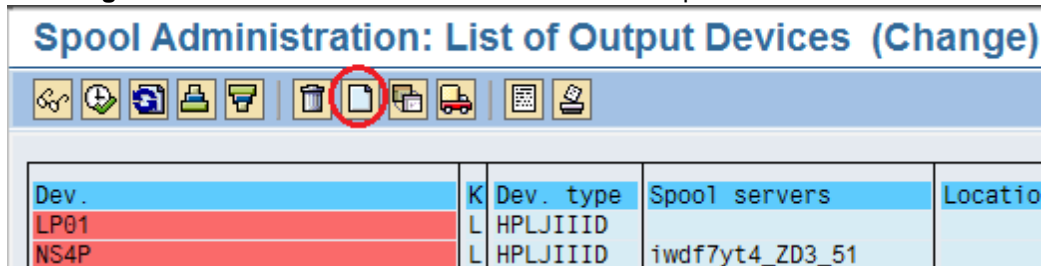 Spool Administration: List of Output Devices (Change)
Dev. K Dev. type Spool servers Locatio
LP01 L HPLJIIID
NS4P L HPLJIIID iwdf7yt4_ZD3_51